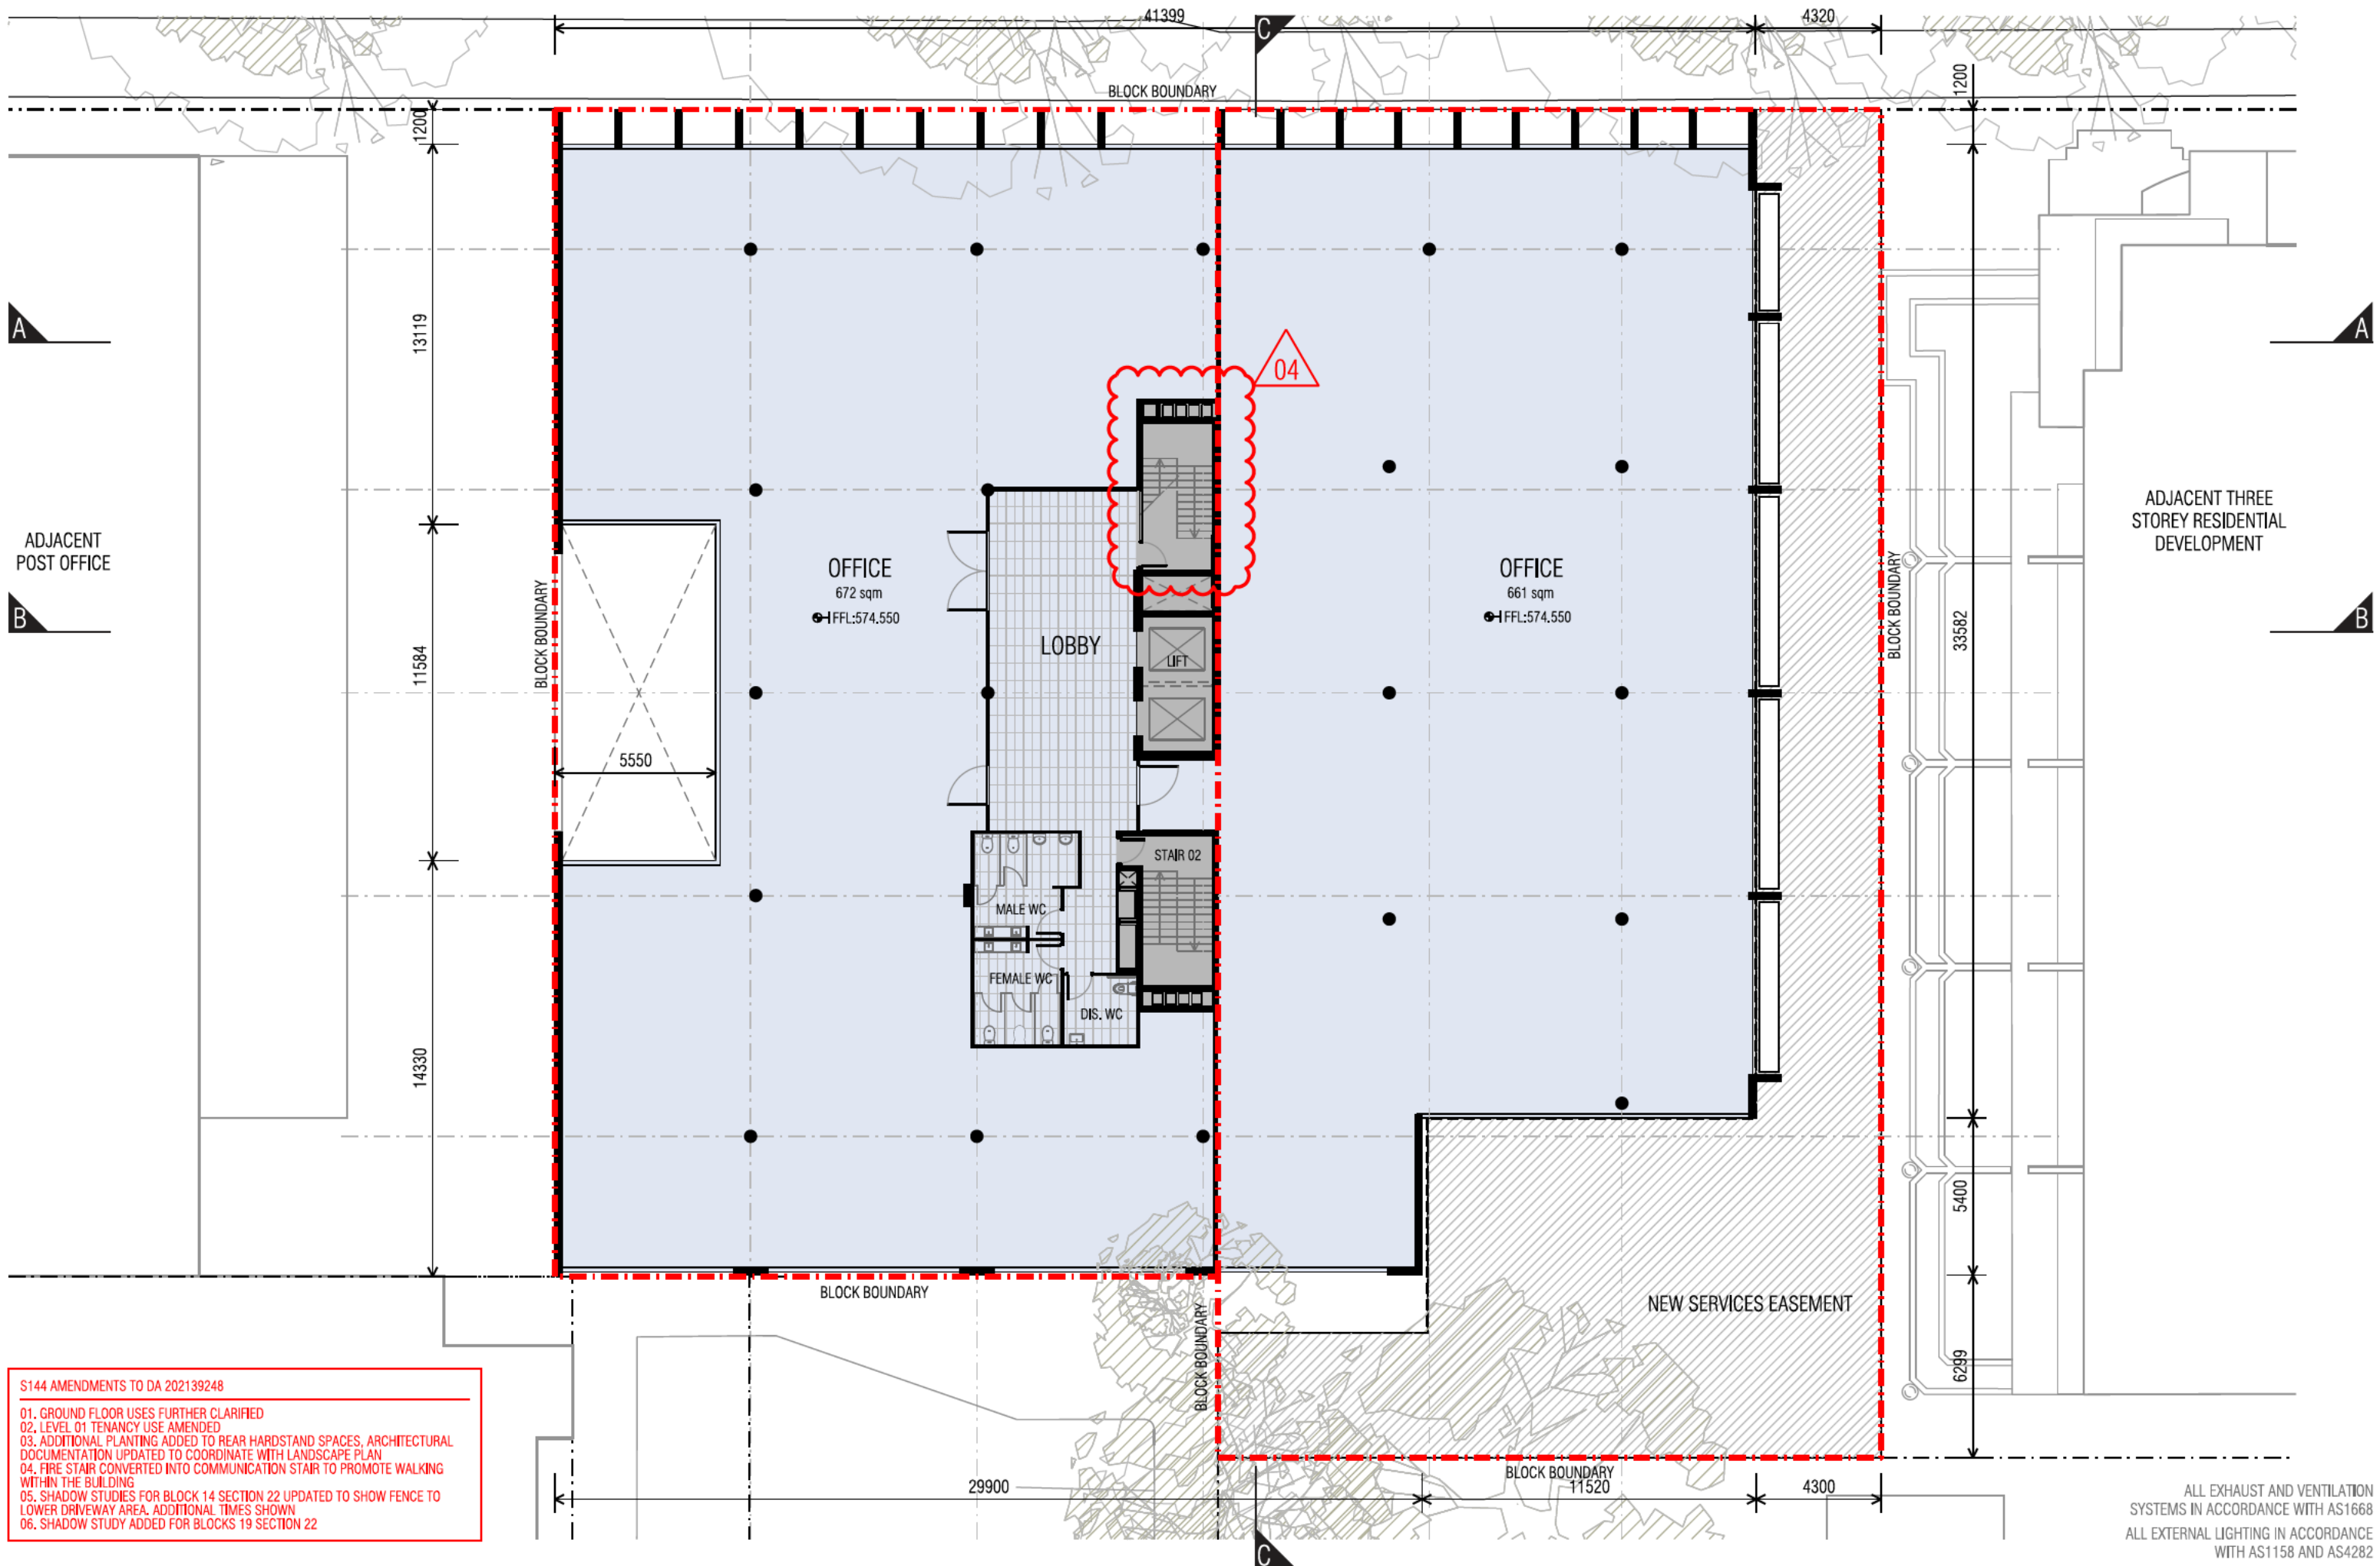 41399
C
4320
BLOCK BOUNDARY
1200
1200
A
13119
04
A
ADJACENT
POST OFFICE
ADJACENT THREE
STOREY RESIDENTIAL
DEVELOPMENT
OFFICE
672 sqm
FFL:574.550
OFFICE
661 sqm
FFL:574.550
BLOCK BOUNDARY
BLOCK BOUNDARY
B
B
LOBBY
LIFT
11584
33582
5550
STAIR 02
MALE WC
FEMALE WC
DIS. WC
14330
5400
BLOCK BOUNDARY
NEW SERVICES EASEMENT
BLOCK BOUNDARY
6299
S144 AMENDMENTS TO DA 202139248
01. GROUND FLOOR USES FURTHER CLARIFIED
02. LEVEL 01 TENANCY USE AMENDED
03. ADDITIONAL PLANTING ADDED TO REAR HARDSTAND SPACES, ARCHITECTURAL
DOCUMENTATION UPDATED TO COORDINATE WITH LANDSCAPE PLAN
04. FIRE STAIR CONVERTED INTO COMMUNICATION STAIR TO PROMOTE WALKING
WITHIN THE BUILDING
05. SHADOW STUDIES FOR BLOCK 14 SECTION 22 UPDATED TO SHOW FENCE TO
LOWER DRIVEWAY AREA. ADDITIONAL TIMES SHOWN
06. SHADOW STUDY ADDED FOR BLOCKS 19 SECTION 22
BLOCK BOUNDARY
29900
11520
4300
C
ALL EXHAUST AND VENTILATION
SYSTEMS IN ACCORDANCE WITH AS1668
ALL EXTERNAL LIGHTING IN ACCORDANCE
WITH AS1158 AND AS4282